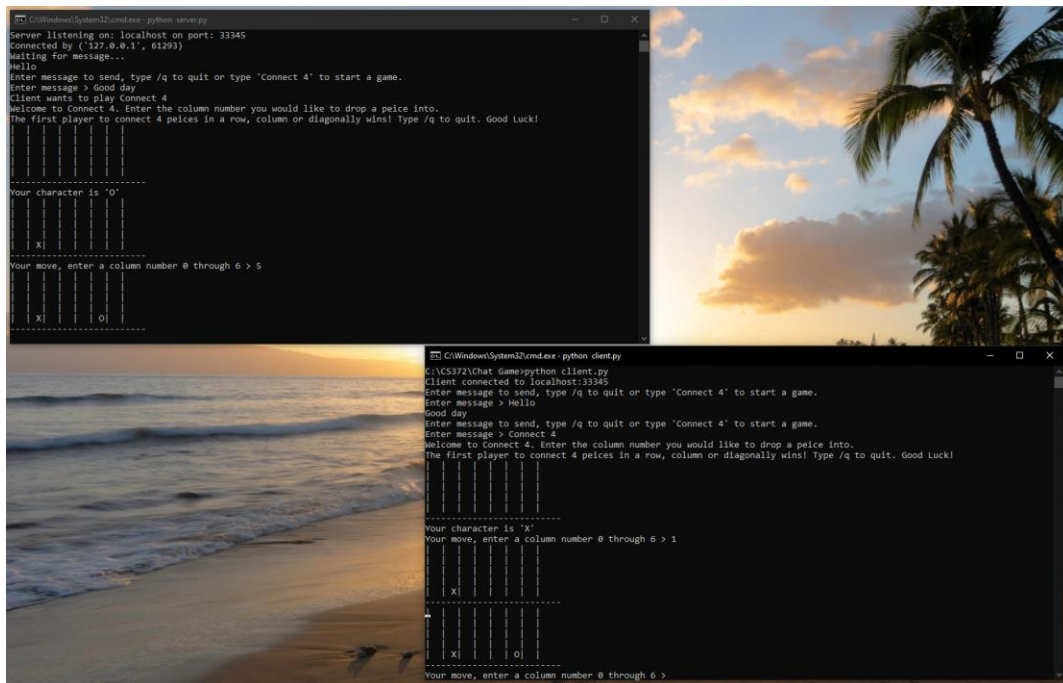 C:\Windows\System32\cmd.exe - python server.py
Server listening on: localhost on port: 33345
Connected by ('127.0.0.1', 61293)
Waiting for message...
Hello
Enter message to send, type /q to quit or type 'Connect 4' to start a game.
Enter message > Good day
Client wants to play Connect 4
Welcome to Connect 4. Enter the column number you would like to drop a peice into.
The first player to connect 4 peices in a row, column or diagonally wins! Type /q to quit. Good Luck!
|  |  |  |  |  |  |  |
|  |  |  |  |  |  |  |
|  |  |  |  |  |  |  |
|  |  |  |  |  |  |  |
|  |  |  |  |  |  |  |
|  |  |  |  |  |  |  |
--------------------------
Your character is 'O'
|  |  |  |  |  |  |  |
|  |  |  |  |  |  |  |
|  |  |  |  |  |  |  |
|  |  |  |  |  |  |  |
|  |  |  |  |  |  |  |
|  | X|  |  |  |  |  |
--------------------------
Your move, enter a column number 0 through 6 > 5
|  |  |  |  |  |  |  |
|  |  |  |  |  |  |  |
|  |  |  |  |  |  |  |
|  |  |  |  |  |  |  |
|  |  |  |  |  |  |  |
|  | X|  |  |  | O|  |
--------------------------
C:\Windows\System32\cmd.exe - python client.py
C:\CS372\Chat Game>python client.py
Client connected to localhost:33345
Enter message to send, type /q to quit or type 'Connect 4' to start a game.
Enter message > Hello
Good day
Enter message to send, type /q to quit or type 'Connect 4' to start a game.
Enter message > Connect 4
Welcome to Connect 4. Enter the column number you would like to drop a peice into.
The first player to connect 4 peices in a row, column or diagonally wins! Type /q to quit. Good Luck!
|  |  |  |  |  |  |  |
|  |  |  |  |  |  |  |
|  |  |  |  |  |  |  |
|  |  |  |  |  |  |  |
|  |  |  |  |  |  |  |
|  |  |  |  |  |  |  |
--------------------------
Your character is 'X'
Your move, enter a column number 0 through 6 > 1
|  |  |  |  |  |  |  |
|  |  |  |  |  |  |  |
|  |  |  |  |  |  |  |
|  |  |  |  |  |  |  |
|  |  |  |  |  |  |  |
|  | X|  |  |  |  |  |
--------------------------
|  |  |  |  |  |  |  |
|  |  |  |  |  |  |  |
|  |  |  |  |  |  |  |
|  |  |  |  |  |  |  |
|  |  |  |  |  |  |  |
|  | X|  |  |  | O|  |
--------------------------
Your move, enter a column number 0 through 6 >